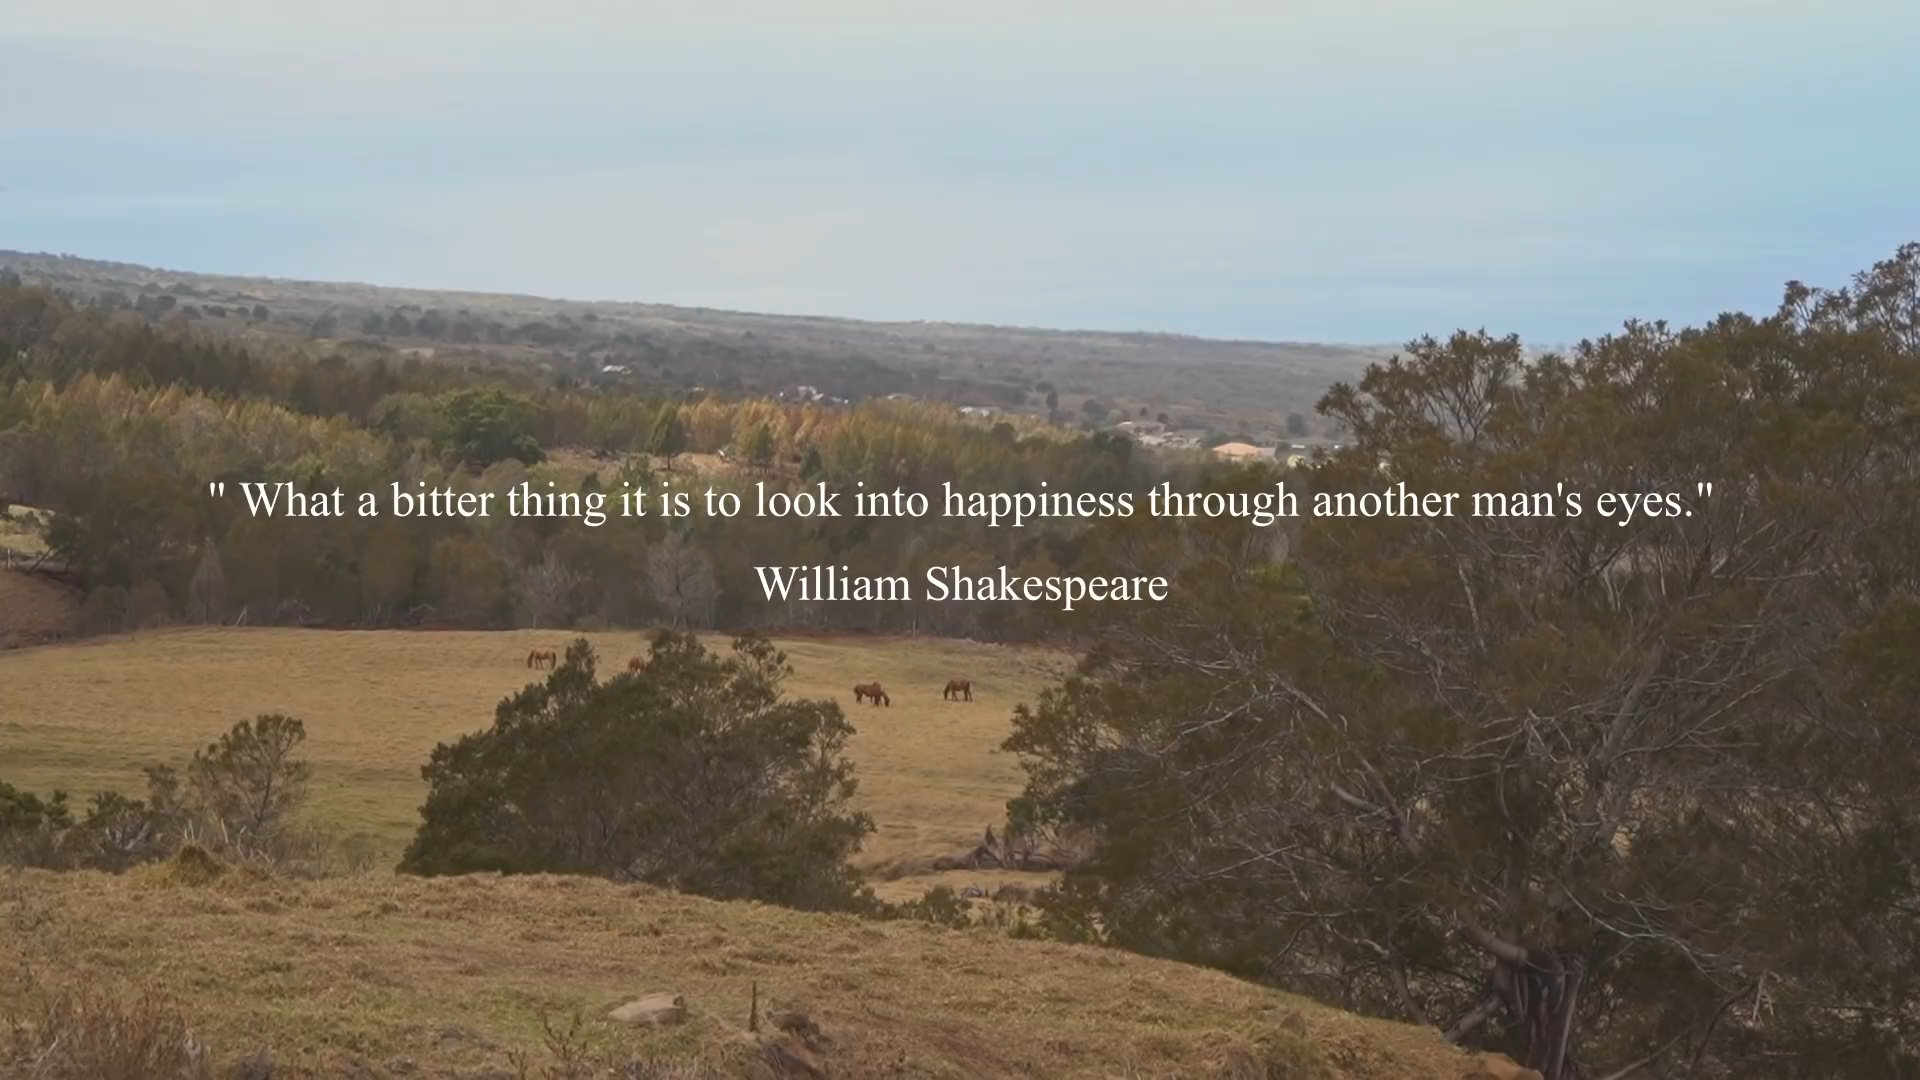 " What a bitter thing it is to look into happiness through another man's eyes."
William Shakespeare